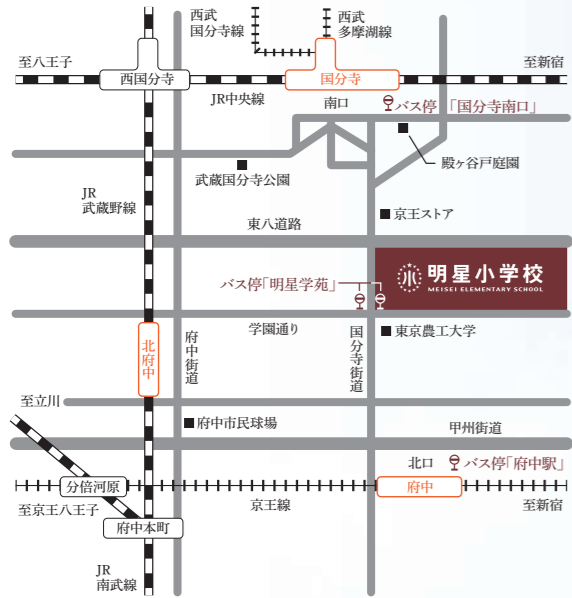 西武
国分寺線
西武
多摩湖線
至八王子
西国分寺
国分寺
至新宿
JR中央線
南口
バス停 「国分寺南口」
殿ヶ谷戸庭園
武蔵国分寺公園
JR
武蔵野線
京王ストア
東八道路
明星小学校
MEISEI ELEMENTARY SCHOOL
バス停「明星学苑」
学園通り
国分寺街道
東京農工大学
北府中
府中街道
至立川
府中市民球場
甲州街道
北口
バス停「府中駅」
分倍河原
府中
至京王八王子
京王線
至新宿
府中本町
JR
南武線